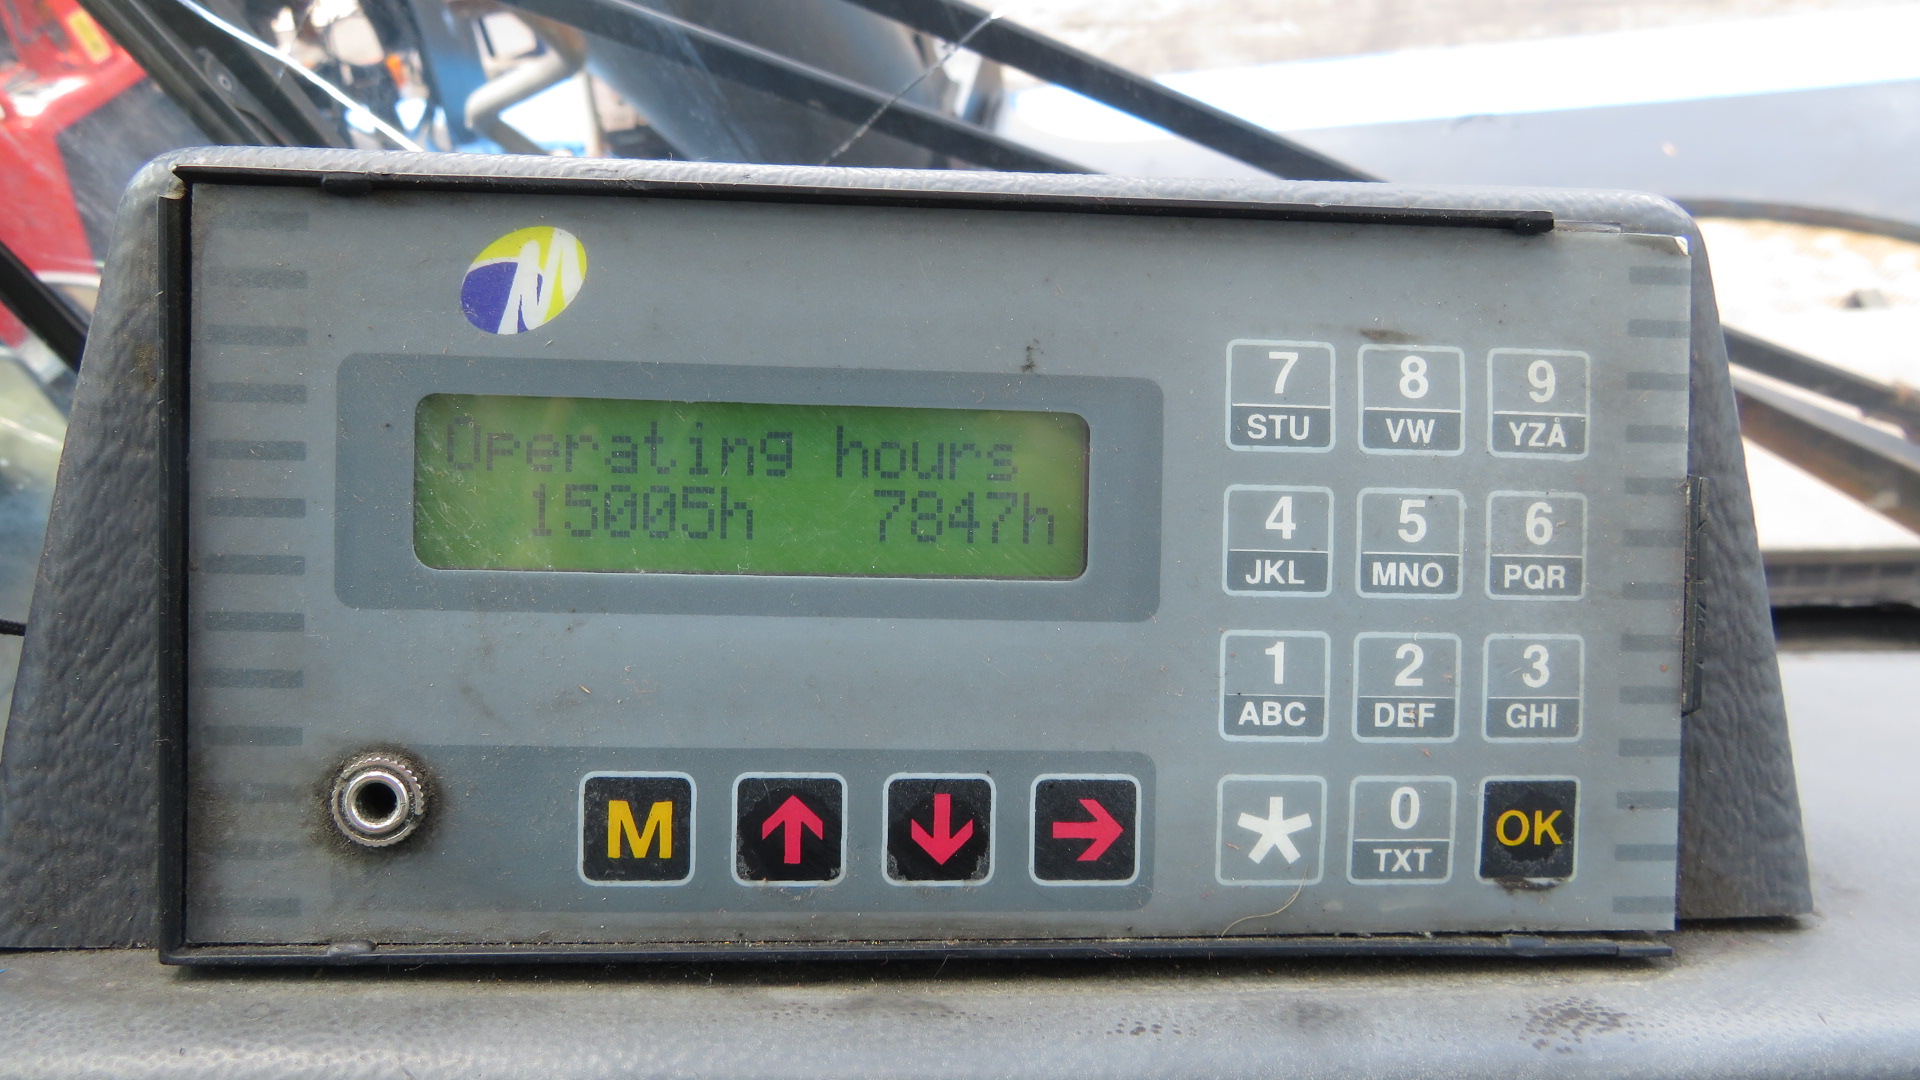 M
Operating hours
15005h 7847h
7 8 9
STU VW YZÅ
4 5 6
JKL MNO PQR
1 2 3
ABC DEF GHI
M ↑ ↓ → * 0 OK
TXT